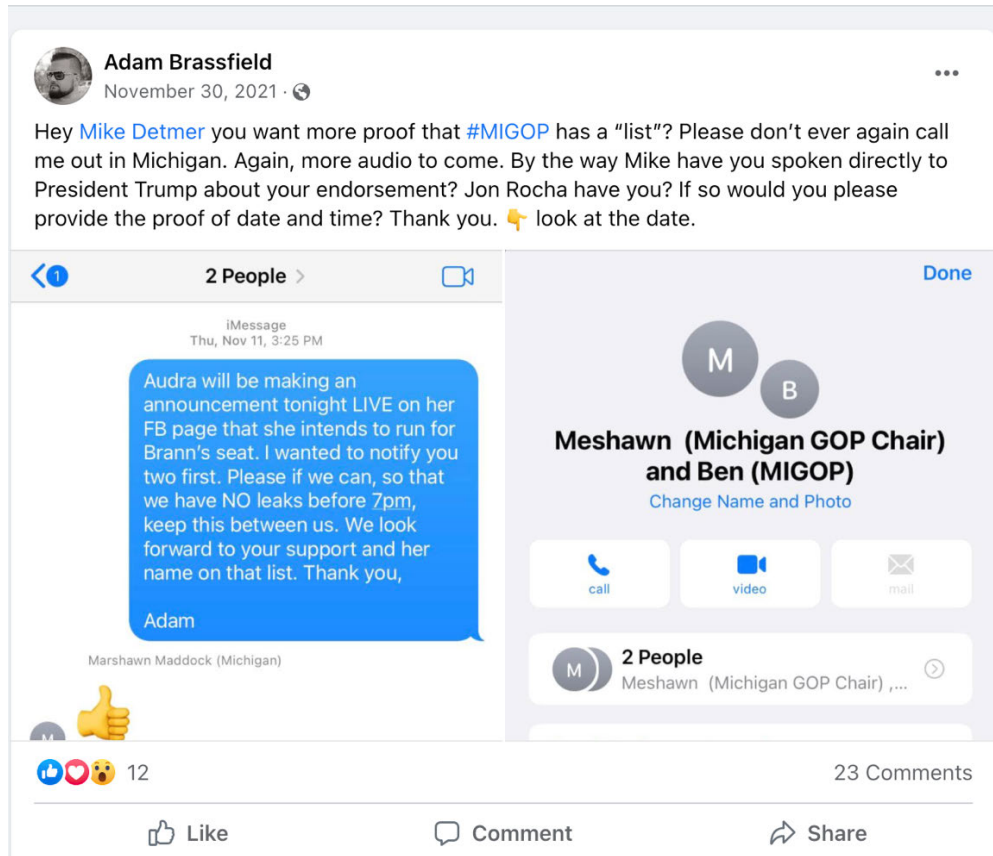 Adam Brassfield
November 30, 2021 ·
Hey Mike Detmer you want more proof that #MIGOP has a “list”? Please don’t ever again call
me out in Michigan. Again, more audio to come. By the way Mike have you spoken directly to
President Trump about your endorsement? Jon Rocha have you? If so would you please
provide the proof of date and time? Thank you. 👇 look at the date.
1
2 People >
iMessage
Thu, Nov 11, 3:25 PM
Audra will be making an
announcement tonight LIVE on her
FB page that she intends to run for
Brann’s seat. I wanted to notify you
two first. Please if we can, so that
we have NO leaks before 7pm,
keep this between us. We look
forward to your support and her
name on that list. Thank you,
Adam
Marshawn Maddock (Michigan)
M
Done
M
B
Meshawn (Michigan GOP Chair)
and Ben (MIGOP)
Change Name and Photo
call
video
mail
M
2 People
Meshawn (Michigan GOP Chair) ,...
12
23 Comments
Like
Comment
Share